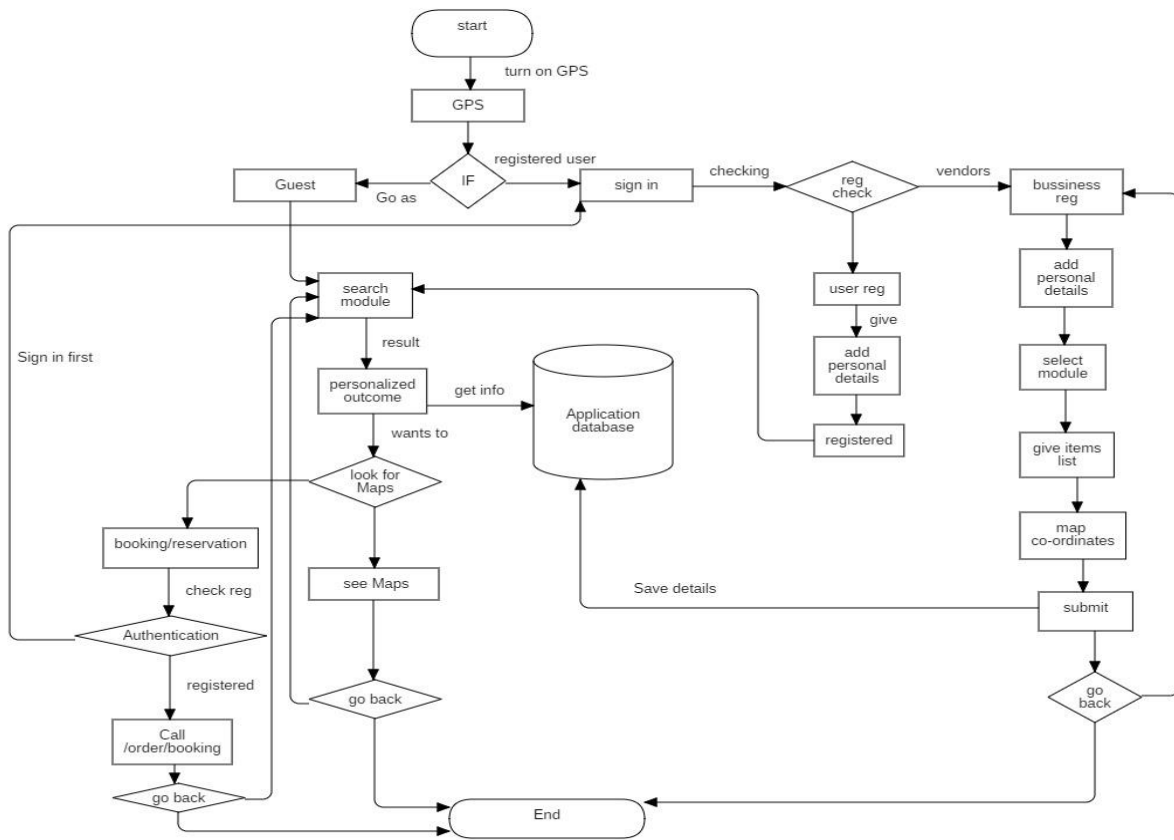 start
turn on GPS
GPS
IF
registered user
Go as
Guest
sign in
checking
reg
check
vendors
bussiness
reg
search
module
user reg
add
personal
details
give
result
Sign in first
add
personal
details
select
module
personalized
outcome
get info
Application
database
wants to
registered
look for
Maps
give items
list
booking/reservation
map
co-ordinates
check reg
see Maps
Save details
submit
Authentication
registered
go back
go
back
Call
/order/booking
go back
End